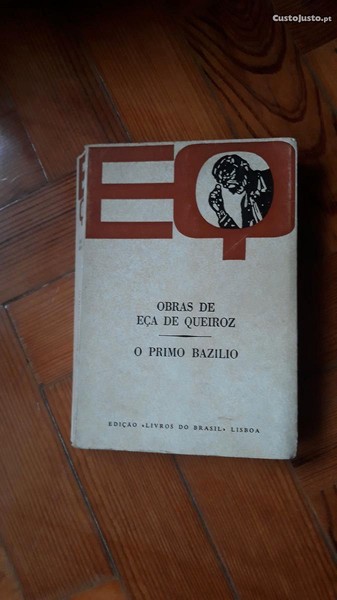 CustoJusto.pt
EQ
OBRAS DE
EÇA DE QUEIROZ
O PRIMO BAZILIO
EDIÇÃO «LIVROS DO BRASIL» LISBOA